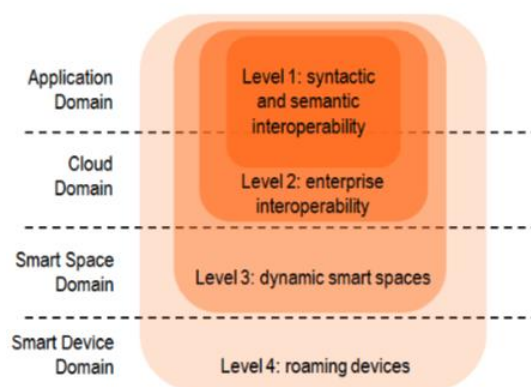 Application
Domain
Level 1: syntactic
and semantic
interoperability
Cloud
Domain
Level 2: enterprise
interoperability
Smart Space
Domain
Level 3: dynamic smart spaces
Smart Device
Domain
Level 4: roaming devices